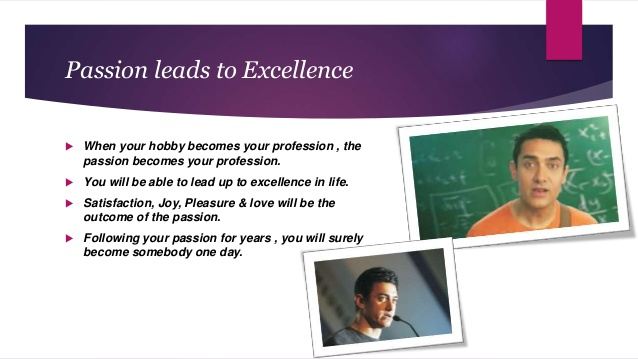 Passion leads to Excellence
When your hobby becomes your profession , the
passion becomes your profession.
You will be able to lead up to excellence in life.
Satisfaction, Joy, Pleasure & love will be the
outcome of the passion.
Following your passion for years , you will surely
become somebody one day.